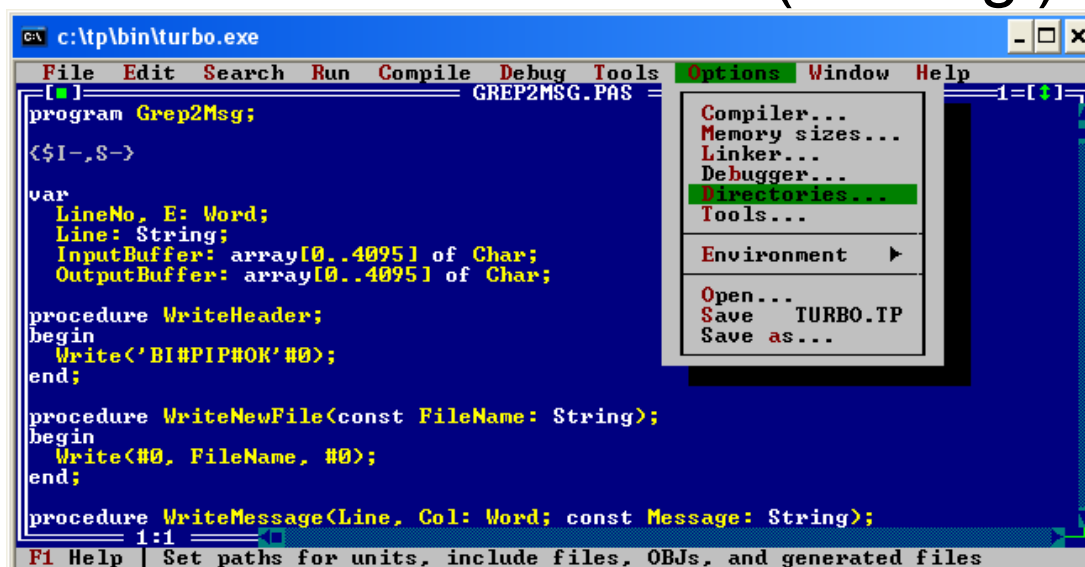 c:\tp\bin\turbo.exe
File Edit Search Run Compile Debug Tools Options Window Help
[■] GREP2MSG.PAS 1=[↕]
program Grep2Msg;
{$I-,S-}
var
LineNo, E: Word;
Line: String;
InputBuffer: array[0..4095] of Char;
OutputBuffer: array[0..4095] of Char;
procedure WriteHeader;
begin
Write('BI#PIP#OK'#0);
end;
procedure WriteNewFile(const FileName: String);
begin
Write(#0, FileName, #0);
end;
procedure WriteMessage(Line, Col: Word; const Message: String);
1:1
Compiler...
Memory sizes...
Linker...
Debugger...
Directories...
Tools...
Environment ►
Open...
Save TURBO.TP
Save as...
F1 Help | Set paths for units, include files, OBJs, and generated files